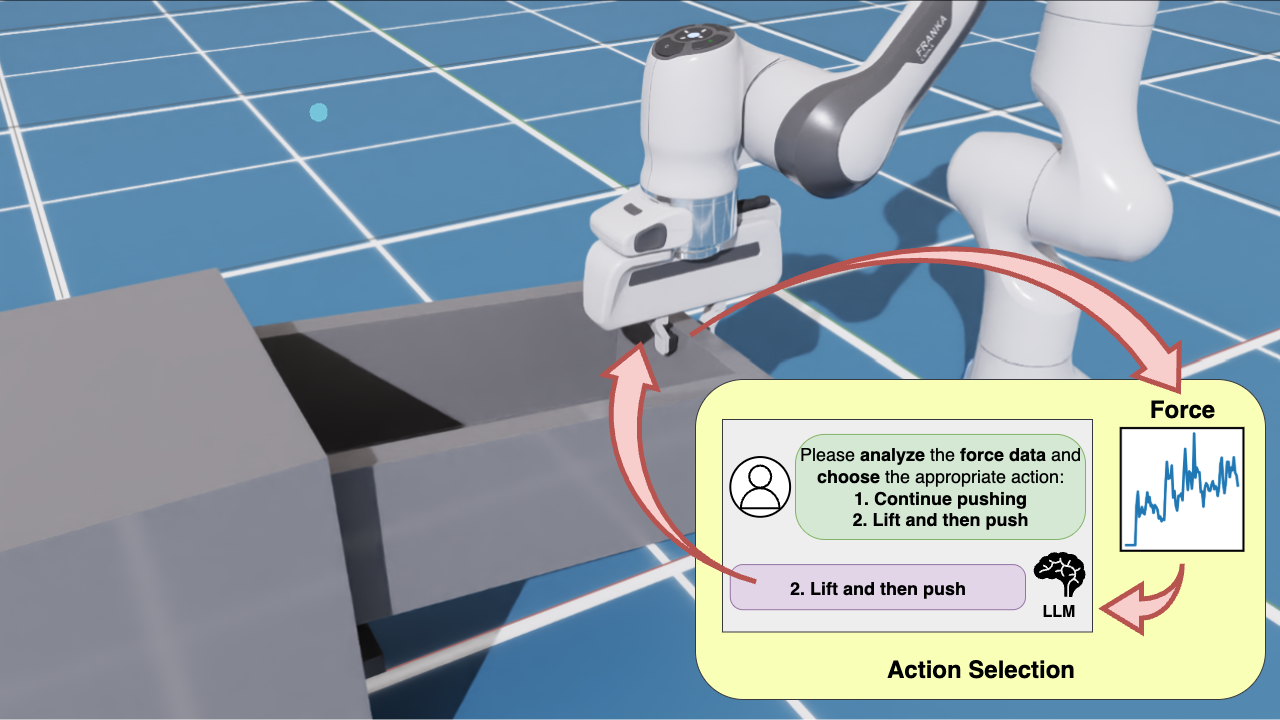 FRANKA
Force
Please analyze the force data and
choose the appropriate action:
1. Continue pushing
2. Lift and then push
2. Lift and then push
LLM
Action Selection